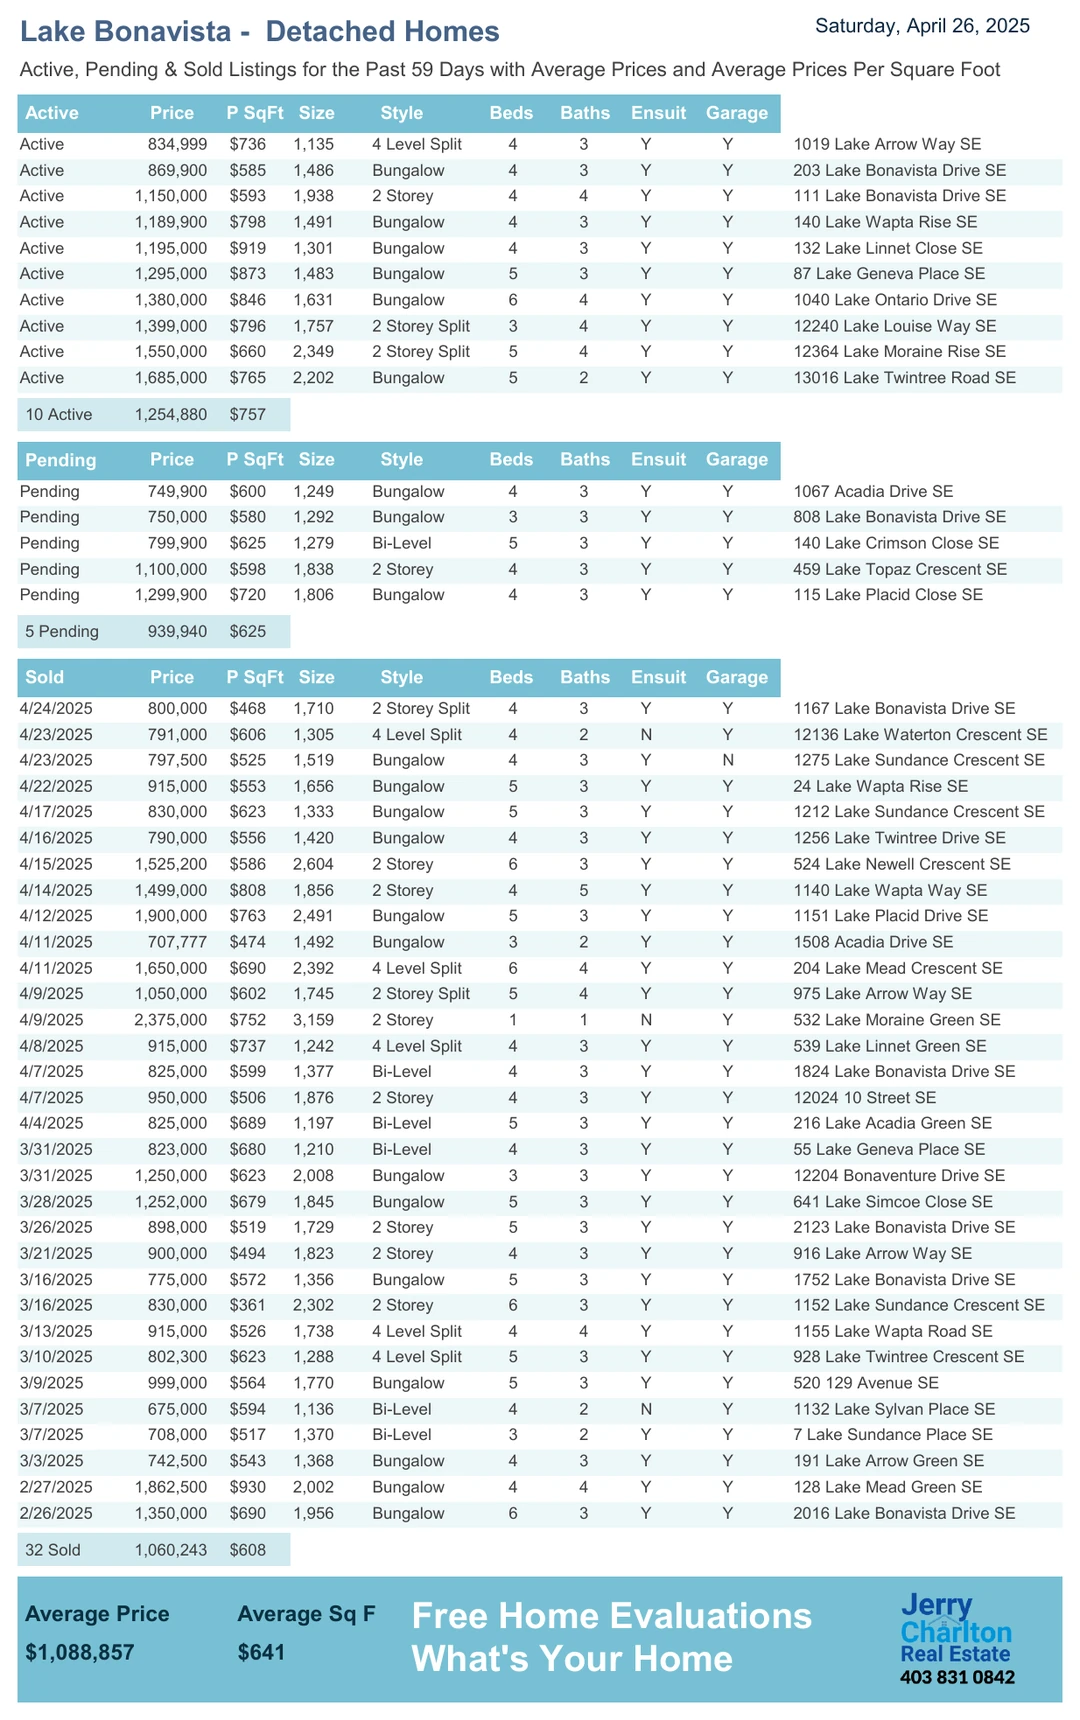 Lake Bonavista -  Detached Homes
Saturday, April 26, 2025
Active, Pending & Sold Listings for the Past 59 Days with Average Prices and Average Prices Per Square Foot
Active Price P SqFt Size Style Beds Baths Ensuit Garage
Active 834,999 $736 1,135 4 Level Split 4 3 Y Y 1019 Lake Arrow Way SE
Active 869,900 $585 1,486 Bungalow 4 3 Y Y 203 Lake Bonavista Drive SE
Active 1,150,000 $593 1,938 2 Storey 4 4 Y Y 111 Lake Bonavista Drive SE
Active 1,189,900 $798 1,491 Bungalow 4 3 Y Y 140 Lake Wapta Rise SE
Active 1,195,000 $919 1,301 Bungalow 4 3 Y Y 132 Lake Linnet Close SE
Active 1,295,000 $873 1,483 Bungalow 5 3 Y Y 87 Lake Geneva Place SE
Active 1,380,000 $846 1,631 Bungalow 6 4 Y Y 1040 Lake Ontario Drive SE
Active 1,399,000 $796 1,757 2 Storey Split 3 4 Y Y 12240 Lake Louise Way SE
Active 1,550,000 $660 2,349 2 Storey Split 5 4 Y Y 12364 Lake Moraine Rise SE
Active 1,685,000 $765 2,202 Bungalow 5 2 Y Y 13016 Lake Twintree Road SE
10 Active 1,254,880 $757
Pending Price P SqFt Size Style Beds Baths Ensuit Garage
Pending 749,900 $600 1,249 Bungalow 4 3 Y Y 1067 Acadia Drive SE
Pending 750,000 $580 1,292 Bungalow 3 3 Y Y 808 Lake Bonavista Drive SE
Pending 799,900 $625 1,279 Bi-Level 5 3 Y Y 140 Lake Crimson Close SE
Pending 1,100,000 $598 1,838 2 Storey 4 3 Y Y 459 Lake Topaz Crescent SE
Pending 1,299,900 $720 1,806 Bungalow 4 3 Y Y 115 Lake Placid Close SE
5 Pending 939,940 $625
Sold Price P SqFt Size Style Beds Baths Ensuit Garage
4/24/2025 800,000 $468 1,710 2 Storey Split 4 3 Y Y 1167 Lake Bonavista Drive SE
4/23/2025 791,000 $606 1,305 4 Level Split 4 2 N Y 12136 Lake Waterton Crescent SE
4/23/2025 797,500 $525 1,519 Bungalow 4 3 Y N 1275 Lake Sundance Crescent SE
4/22/2025 915,000 $553 1,656 Bungalow 5 3 Y Y 24 Lake Wapta Rise SE
4/17/2025 830,000 $623 1,333 Bungalow 5 3 Y Y 1212 Lake Sundance Crescent SE
4/16/2025 790,000 $556 1,420 Bungalow 4 3 Y Y 1256 Lake Twintree Drive SE
4/15/2025 1,525,200 $586 2,604 2 Storey 6 3 Y Y 524 Lake Newell Crescent SE
4/14/2025 1,499,000 $808 1,856 2 Storey 4 5 Y Y 1140 Lake Wapta Way SE
4/12/2025 1,900,000 $763 2,491 Bungalow 5 3 Y Y 1151 Lake Placid Drive SE
4/11/2025 707,777 $474 1,492 Bungalow 3 2 Y Y 1508 Acadia Drive SE
4/11/2025 1,650,000 $690 2,392 4 Level Split 6 4 Y Y 204 Lake Mead Crescent SE
4/9/2025 1,050,000 $602 1,745 2 Storey Split 5 4 Y Y 975 Lake Arrow Way SE
4/9/2025 2,375,000 $752 3,159 2 Storey 1 1 N Y 532 Lake Moraine Green SE
4/8/2025 915,000 $737 1,242 4 Level Split 4 3 Y Y 539 Lake Linnet Green SE
4/7/2025 825,000 $599 1,377 Bi-Level 4 3 Y Y 1824 Lake Bonavista Drive SE
4/7/2025 950,000 $506 1,876 2 Storey 4 3 Y Y 12024 10 Street SE
4/4/2025 825,000 $689 1,197 Bi-Level 5 3 Y Y 216 Lake Acadia Green SE
3/31/2025 823,000 $680 1,210 Bi-Level 4 3 Y Y 55 Lake Geneva Place SE
3/31/2025 1,250,000 $623 2,008 Bungalow 3 3 Y Y 12204 Bonaventure Drive SE
3/28/2025 1,252,000 $679 1,845 Bungalow 5 3 Y Y 641 Lake Simcoe Close SE
3/26/2025 898,000 $519 1,729 2 Storey 5 3 Y Y 2123 Lake Bonavista Drive SE
3/21/2025 900,000 $494 1,823 2 Storey 4 3 Y Y 916 Lake Arrow Way SE
3/16/2025 775,000 $572 1,356 Bungalow 5 3 Y Y 1752 Lake Bonavista Drive SE
3/16/2025 830,000 $361 2,302 2 Storey 6 3 Y Y 1152 Lake Sundance Crescent SE
3/13/2025 915,000 $526 1,738 4 Level Split 4 4 Y Y 1155 Lake Wapta Road SE
3/10/2025 802,300 $623 1,288 4 Level Split 5 3 Y Y 928 Lake Twintree Crescent SE
3/9/2025 999,000 $564 1,770 Bungalow 5 3 Y Y 520 129 Avenue SE
3/7/2025 675,000 $594 1,136 Bi-Level 4 2 N Y 1132 Lake Sylvan Place SE
3/7/2025 708,000 $517 1,370 Bi-Level 3 2 Y Y 7 Lake Sundance Place SE
3/3/2025 742,500 $543 1,368 Bungalow 4 3 Y Y 191 Lake Arrow Green SE
2/27/2025 1,862,500 $930 2,002 Bungalow 4 4 Y Y 128 Lake Mead Green SE
2/26/2025 1,350,000 $690 1,956 Bungalow 6 3 Y Y 2016 Lake Bonavista Drive SE
32 Sold 1,060,243 $608
Average Price Average Sq F
$1,088,857 $641
Free Home Evaluations
What's Your Home
Jerry
Charlton
Real Estate
403 831 0842